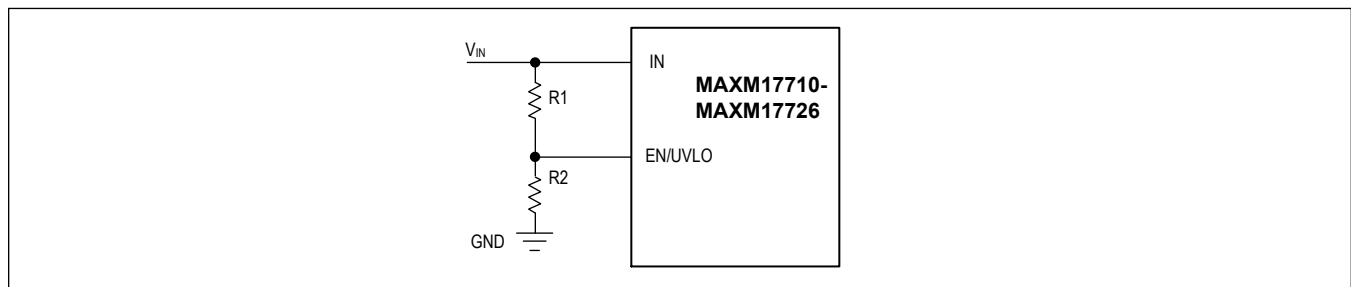 VIN
IN
MAXM17710-
MAXM17726
R1
EN/UVLO
R2
GND